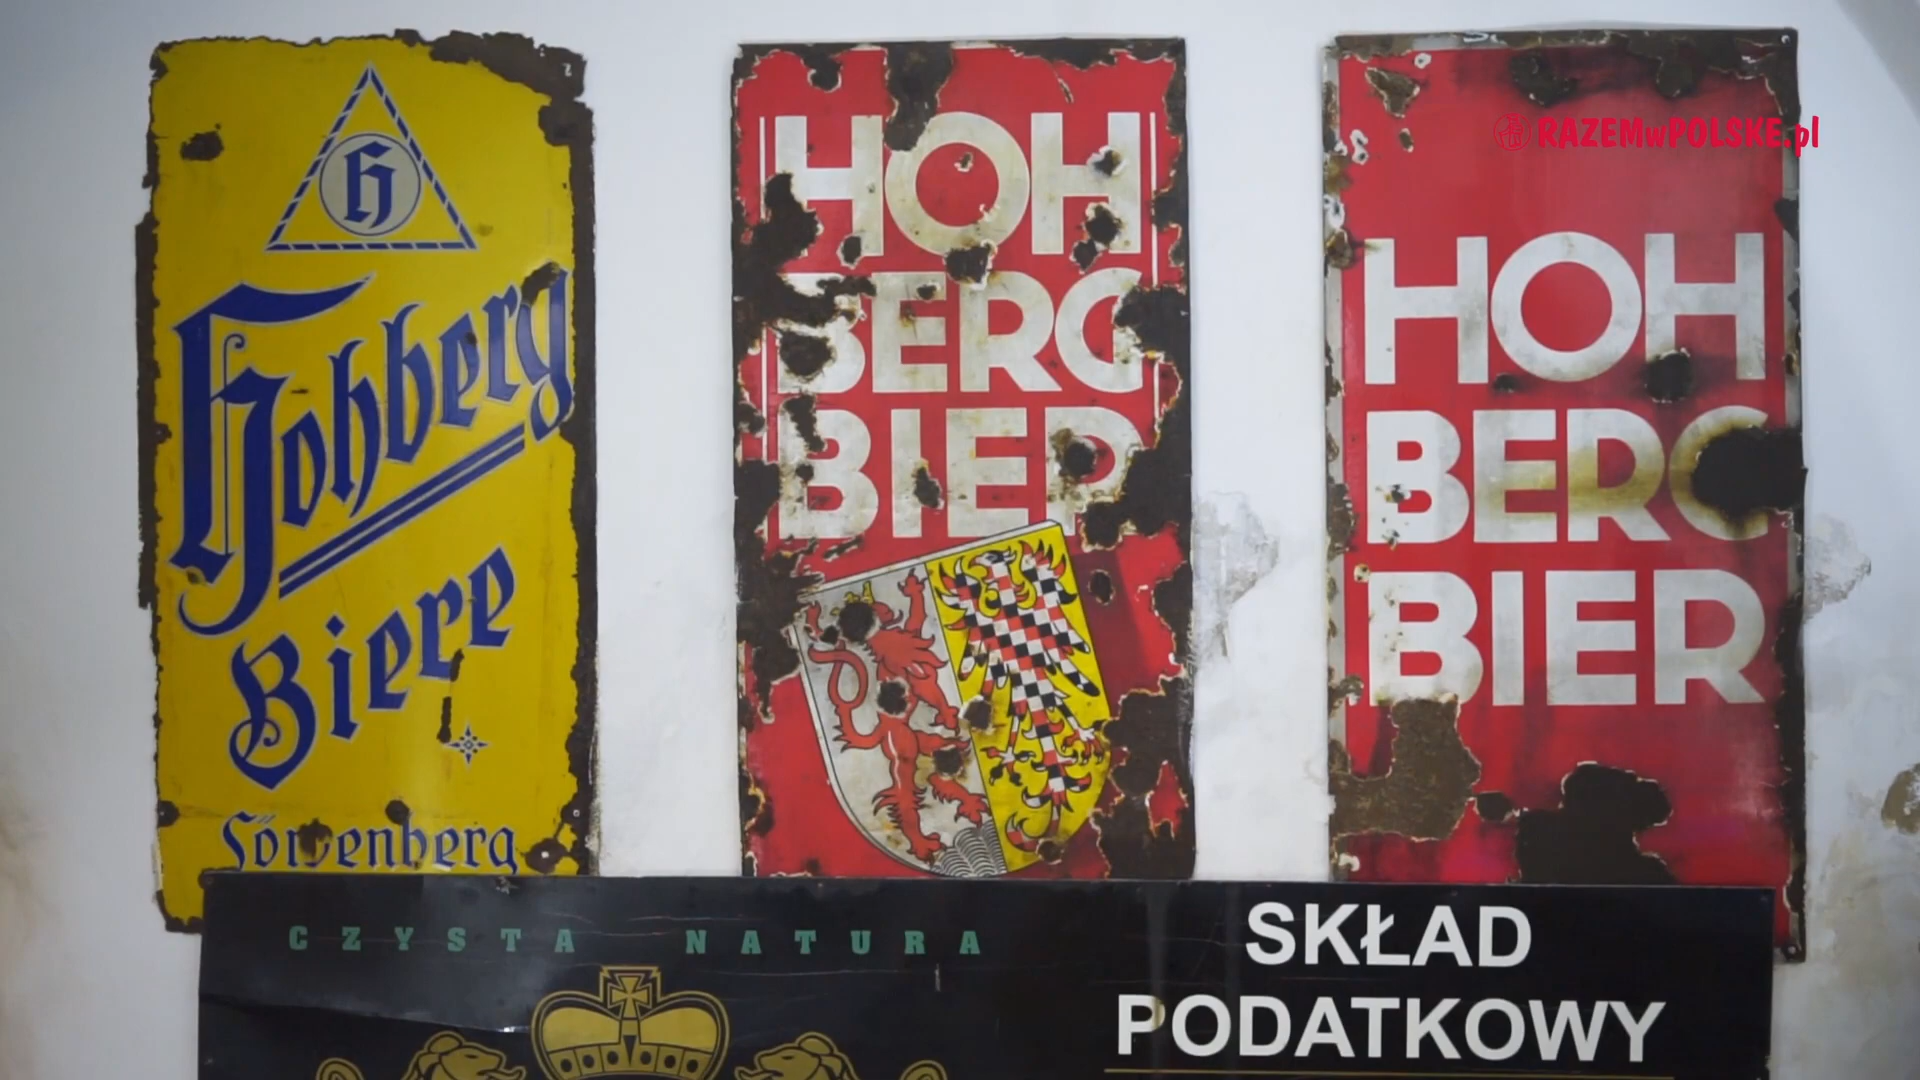 H
Hohberg
Biere
Löwenberg
HOH
BERG
BIER
RAZEMwPOLSKE.pl
HOH
BERG
BIER
CZYSTA NATURA
SKŁAD
PODATKOWY